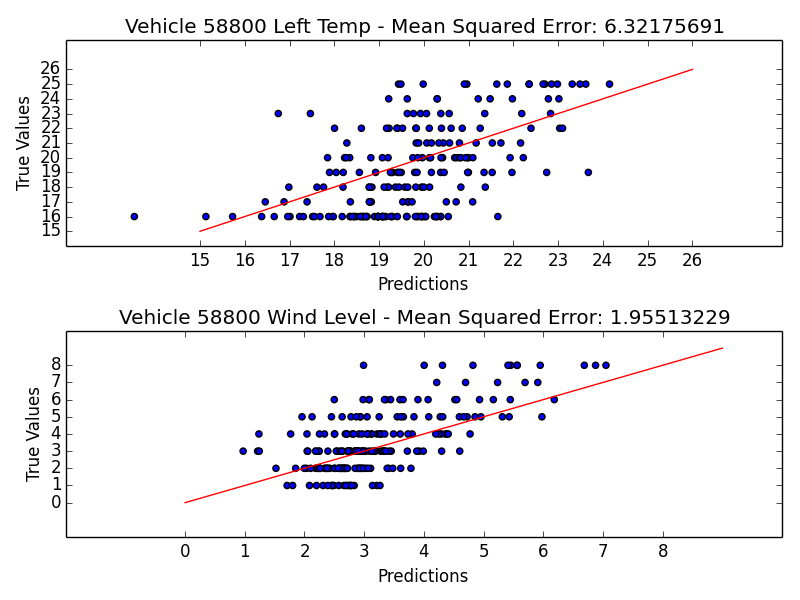 Vehicle 58800 Left Temp - Mean Squared Error: 6.32175691
26
25
24
23
22
21
20
19
18
17
16
15
True Values
15 16 17 18 19 20 21 22 23 24 25 26
Predictions
Vehicle 58800 Wind Level - Mean Squared Error: 1.95513229
8
7
6
5
4
3
2
1
0
True Values
0 1 2 3 4 5 6 7 8
Predictions